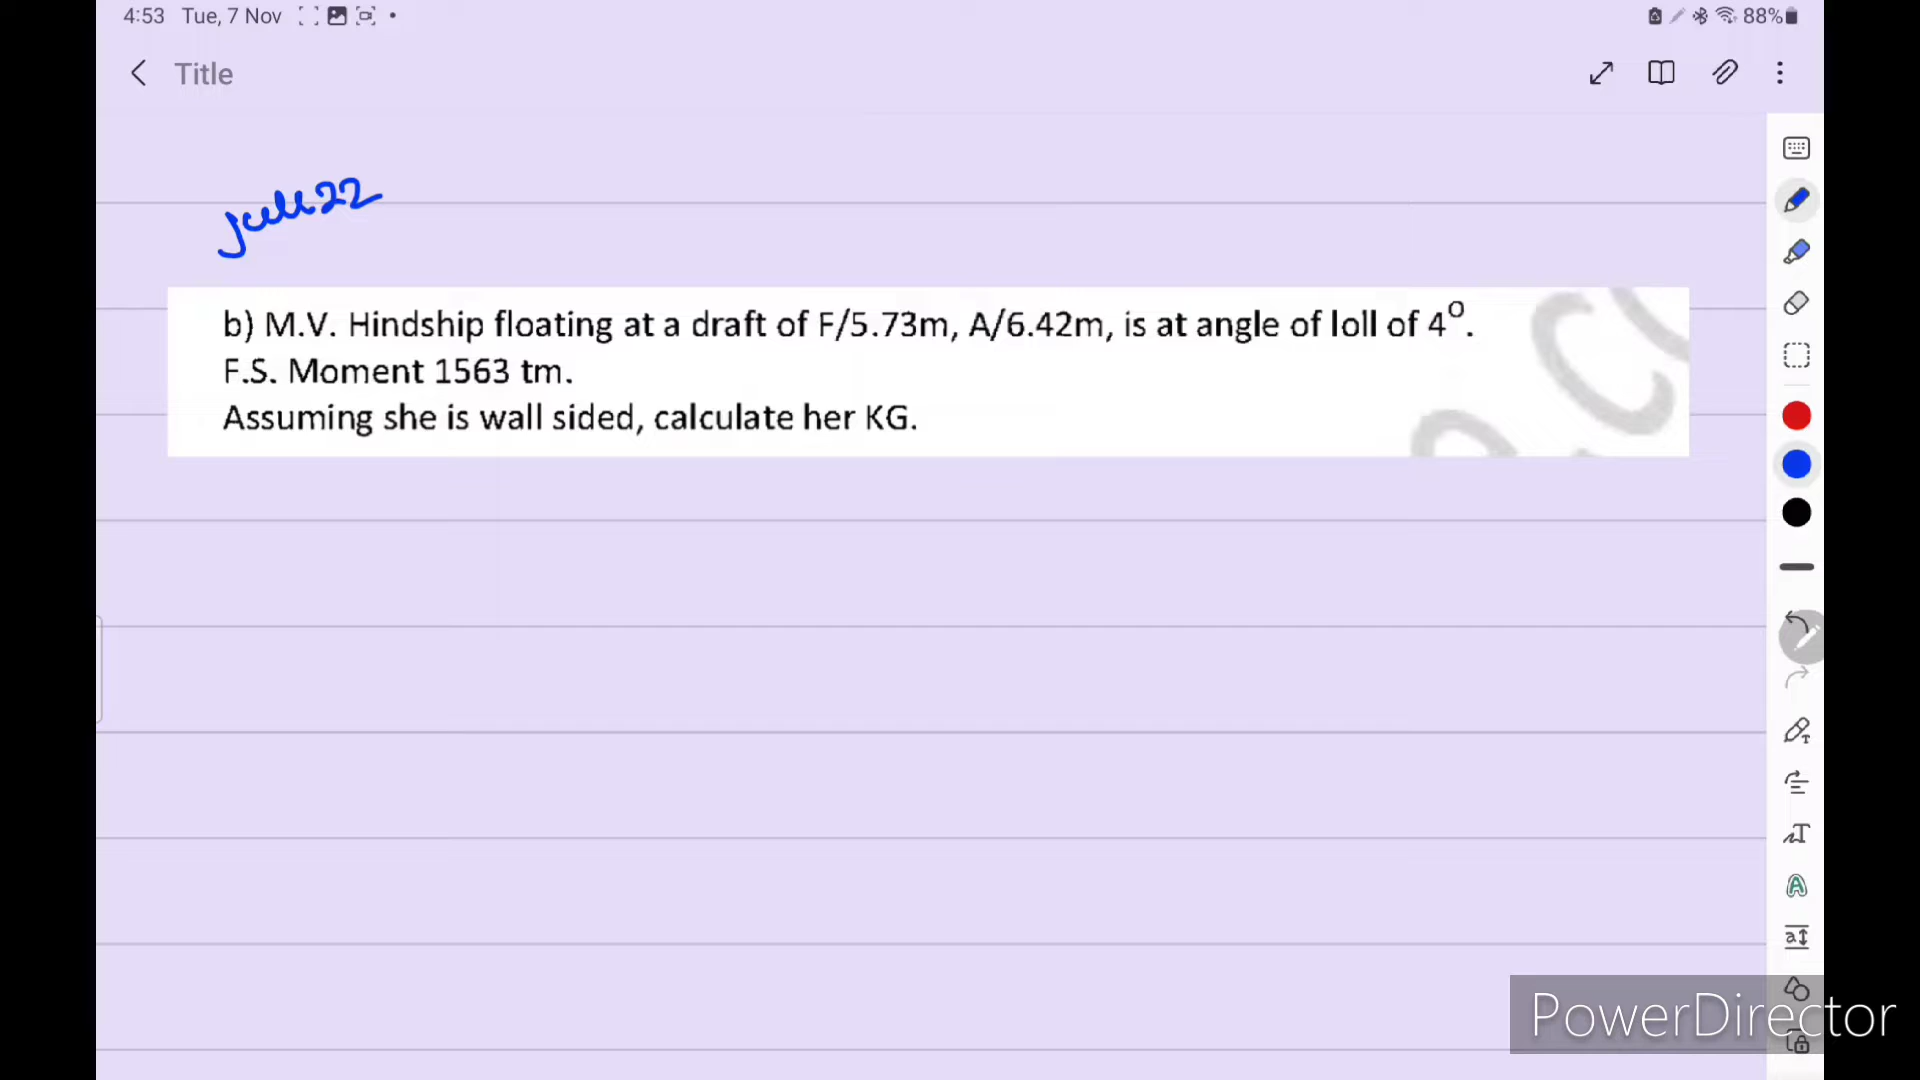 4:53 Tue, 7 Nov 88%
Title
b) M.V. Hindship floating at a draft of F/5.73m, A/6.42m, is at angle of loll of 4°.
F.S. Moment 1563 tm.
Assuming she is wall sided, calculate her KG.
PowerDirector